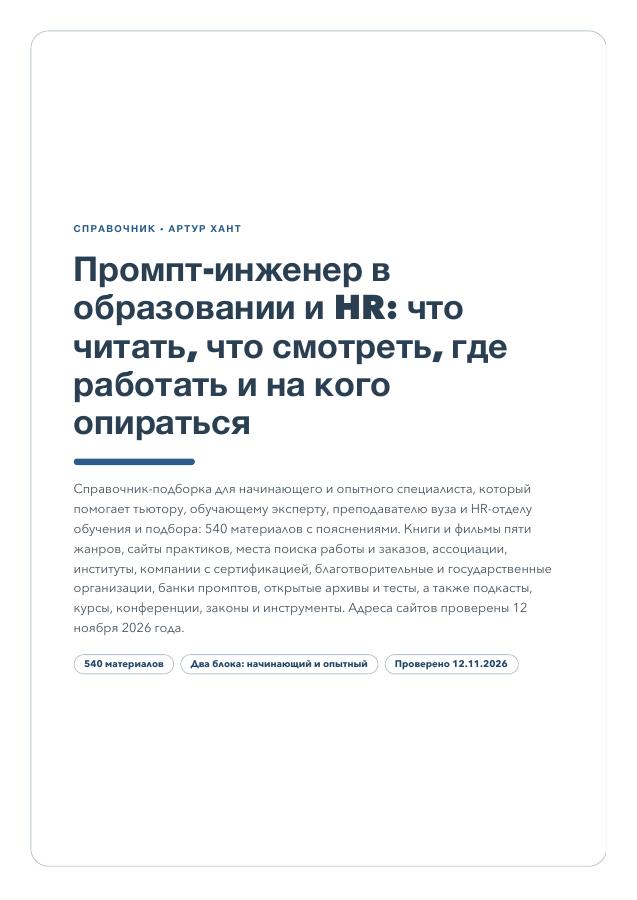 СПРАВОЧНИК • АРТУР ХАНТ
Промпт-инженер в
образовании и HR: что
читать, что смотреть, где
работать и на кого
опираться
Справочник-подборка для начинающего и опытного специалиста, который
помогает тьютору, обучающему эксперту, преподавателю вуза и HR-отделу
обучения и подбора: 540 материалов с пояснениями. Книги и фильмы пяти
жанров, сайты практиков, места поиска работы и заказов, ассоциации,
институты, компании с сертификацией, благотворительные и государственные
организации, банки промптов, открытые архивы и тесты, а также подкасты,
курсы, конференции, законы и инструменты. Адреса сайтов проверены 12
ноября 2026 года.
540 материалов
Два блока: начинающий и опытный
Проверено 12.11.2026